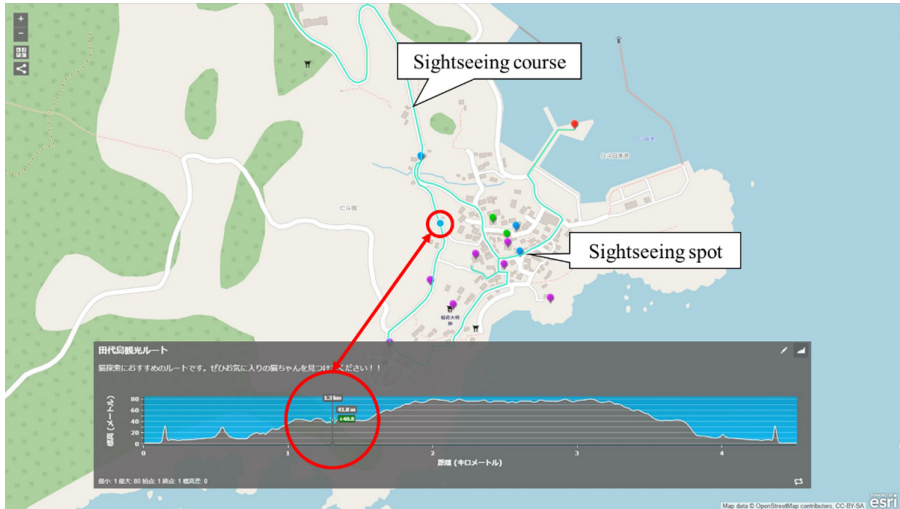 +
−
Sightseeing course
仁斗田
Sightseeing spot
田代島観光ルート
猫探索におすすめのルートです。ぜひお気に入りの猫ちゃんを見つけてください！！
標高 (メートル)
80
60
40
20
0
1.3 km
41.8 m
+40.8
0
1
2
3
4
距離 (キロメートル)
最小: 1 最大: 80 始点: 1 終点: 1 標高差: 0
Map data © OpenStreetMap contributors, CC-BY-SA
POWERED BY
esri